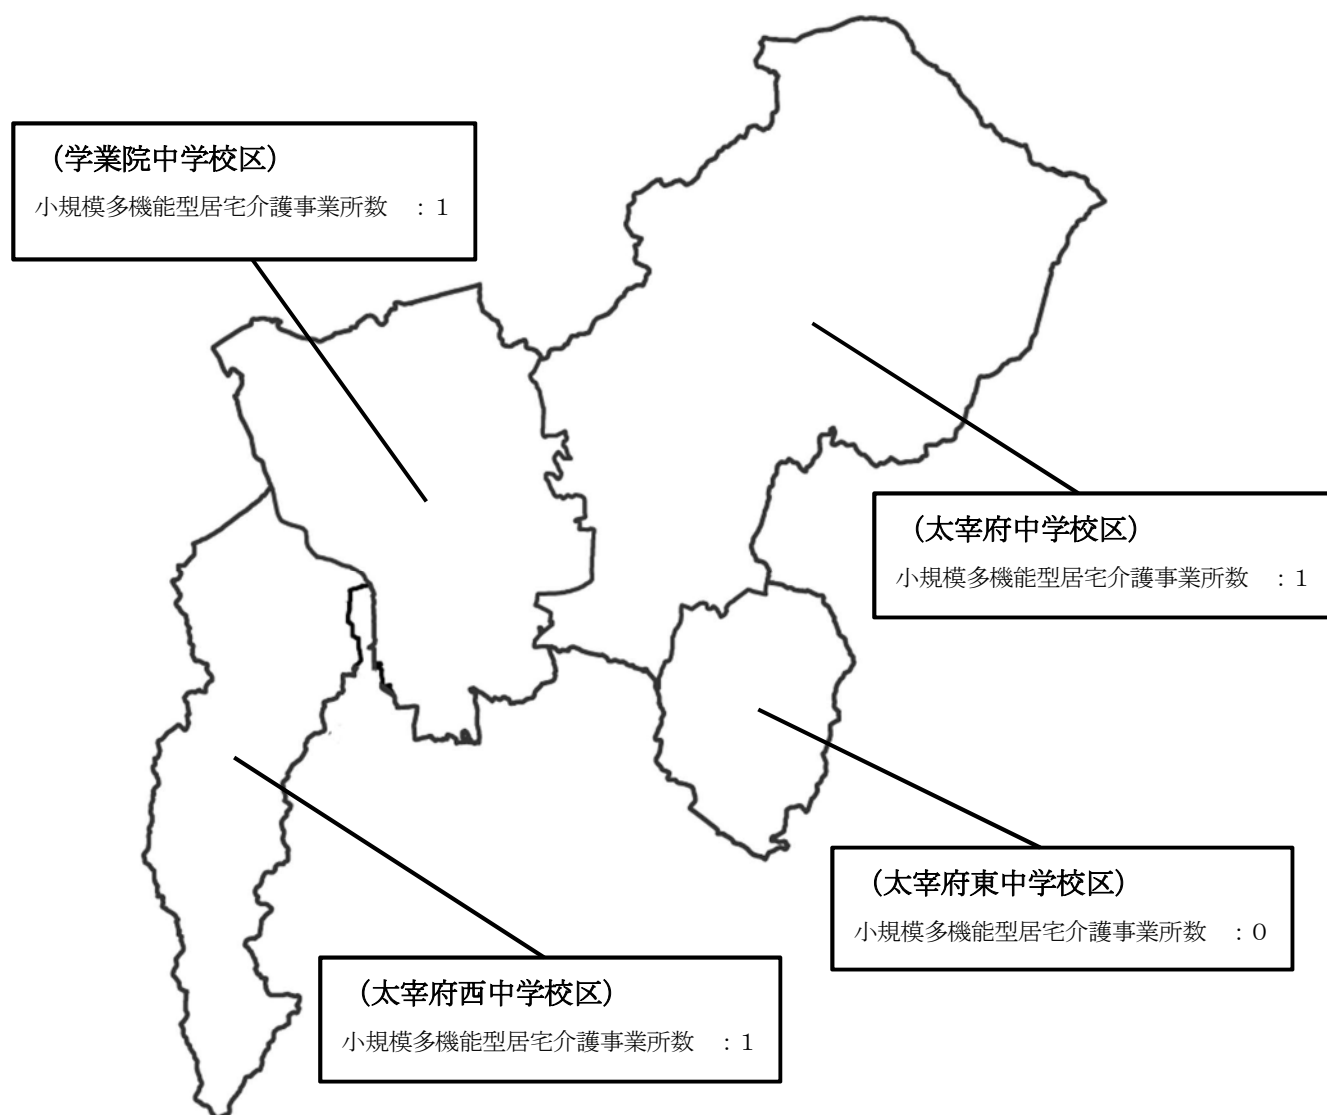 （学業院中学校区）
小規模多機能型居宅介護事業所数　：１
（太宰府中学校区）
小規模多機能型居宅介護事業所数　：１
（太宰府東中学校区）
小規模多機能型居宅介護事業所数　：０
（太宰府西中学校区）
小規模多機能型居宅介護事業所数　：１